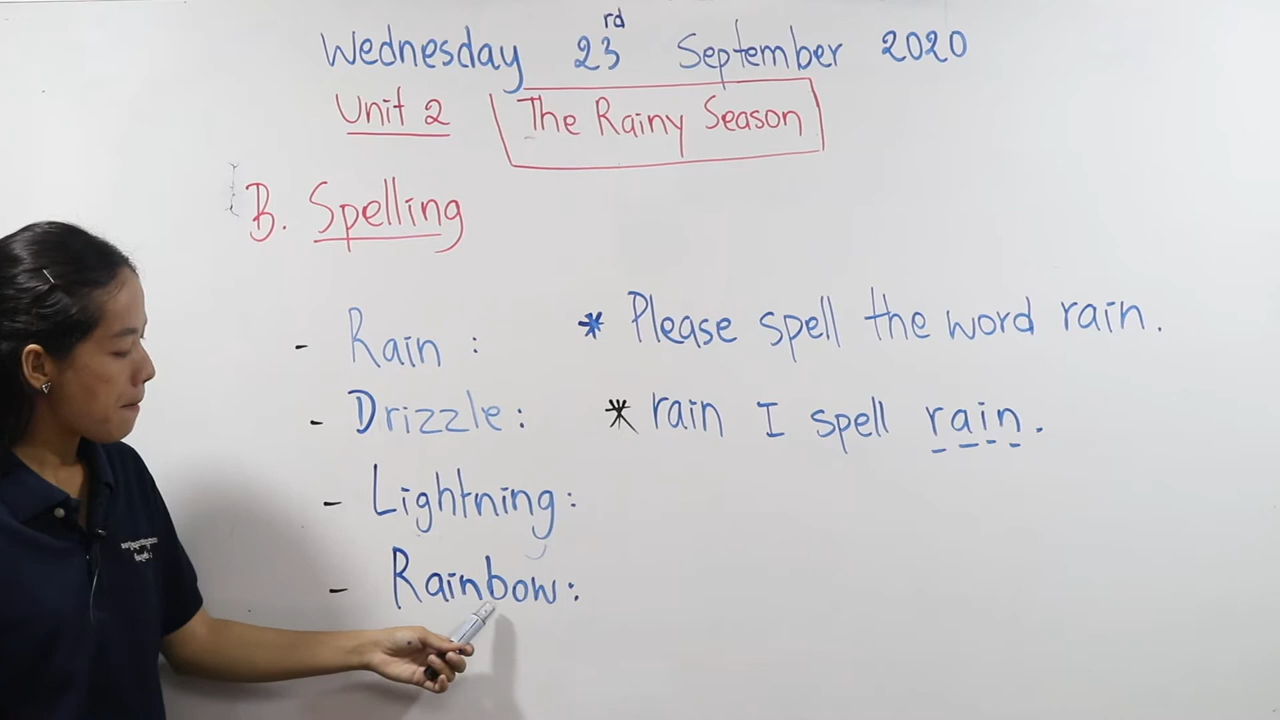 Wednesday 23rd September 2020
Unit 2 The Rainy Season
B. Spelling
- Rain : * Please spell the word rain.
- Drizzle: * rain I spell rain.
- Lightning:
- Rainbow: